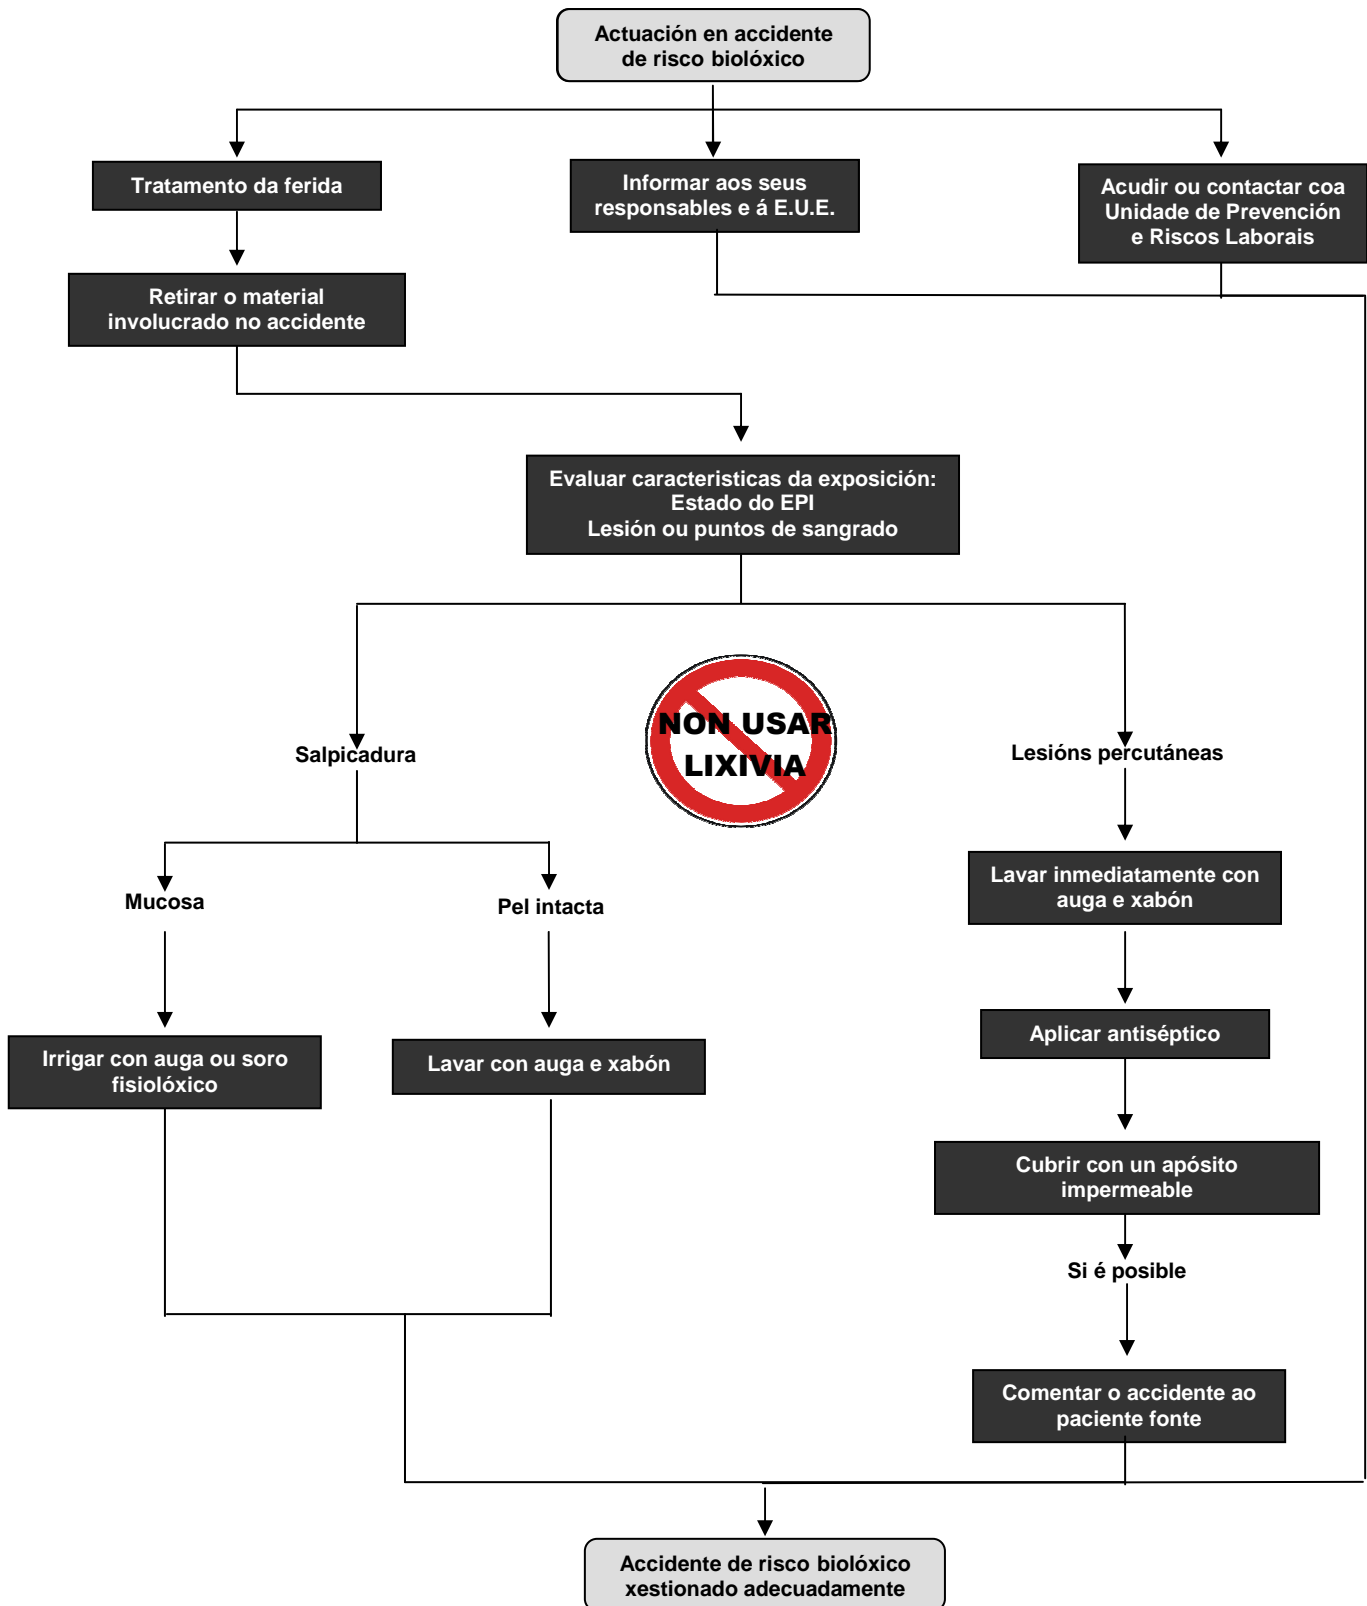 Actuación en accidente
de risco biolóxico
Tratamento da ferida
Informar aos seus
responsables e á E.U.E.
Acudir ou contactar coa
Unidade de Prevención
e Riscos Laborais
Retirar o material
involucrado no accidente
Evaluar caracteristicas da exposición:
Estado do EPI
Lesión ou puntos de sangrado
NON USAR
LIXIVIA
Salpicadura
Lesións percutáneas
Mucosa
Pel intacta
Lavar inmediatamente con
auga e xabón
Irrigar con auga ou soro
fisiolóxico
Lavar con auga e xabón
Aplicar antiséptico
Cubrir con un apósito
impermeable
Si é posible
Comentar o accidente ao
paciente fonte
Accidente de risco biolóxico
xestionado adecuadamente